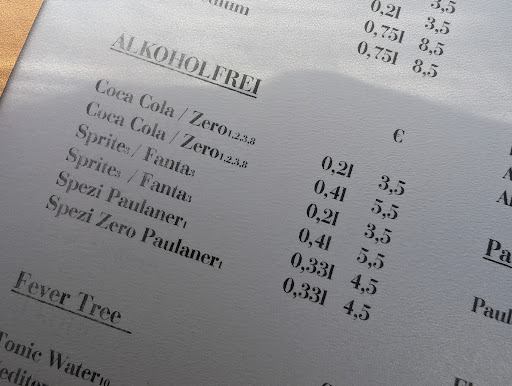 0,2l 3,5
0,75l 3,5
0,75l 8,5
8,5
ALKOHOLFREI
€
Coca Cola / Zero1,2,3,8 0,2l 3,5
Coca Cola / Zero1,2,3,8 0,4l 5,5
Sprite3 / Fanta3 0,2l 3,5
Sprite3 / Fanta3 0,4l 5,5
Spezi Paulaner1 0,33l 4,5
Spezi Zero Paulaner1 0,33l 4,5
Fever Tree
Tonic Water10